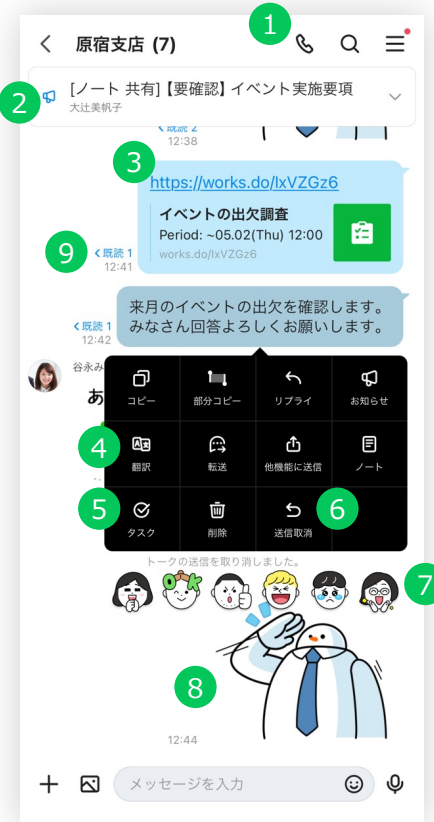 1
原宿支店 (7)
2
[ノート 共有]【要確認】イベント実施要項
大辻美帆子
既読 2
12:38
3
https://works.do/lxVZGz6
イベントの出欠調査
Period: ~05.02(Thu) 12:00
works.do/lxVZGz6
9
既読 1
12:41
来月のイベントの出欠を確認します。
みなさん回答よろしくお願いします。
既読 1
12:42
谷永み
あ
コピー
部分コピー
リプライ
お知らせ
4
翻訳
転送
他機能に送信
ノート
5
タスク
削除
送信取消
6
トークの送信を取り消しました。
OK
7
8
12:44
メッセージを入力